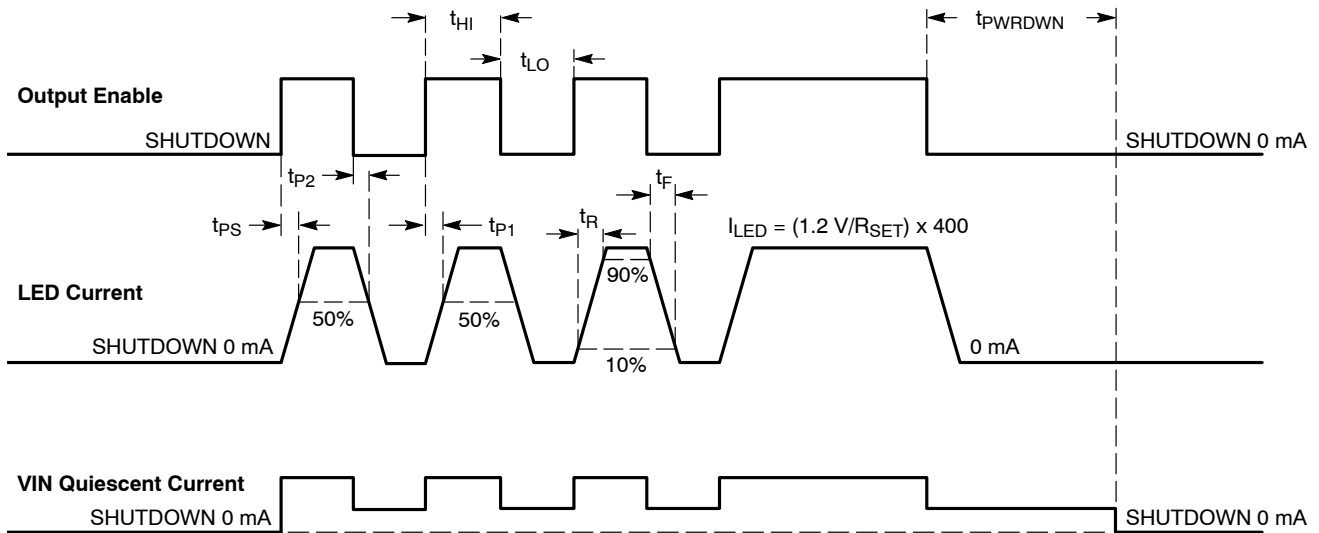 tHI
tPWRDWN
tLO
Output Enable
SHUTDOWN
SHUTDOWN 0 mA
tP2
tF
tPS
tP1
tR
ILED = (1.2 V/RSET) x 400
90%
LED Current
50%
50%
SHUTDOWN 0 mA
0 mA
10%
VIN Quiescent Current
SHUTDOWN 0 mA
SHUTDOWN 0 mA